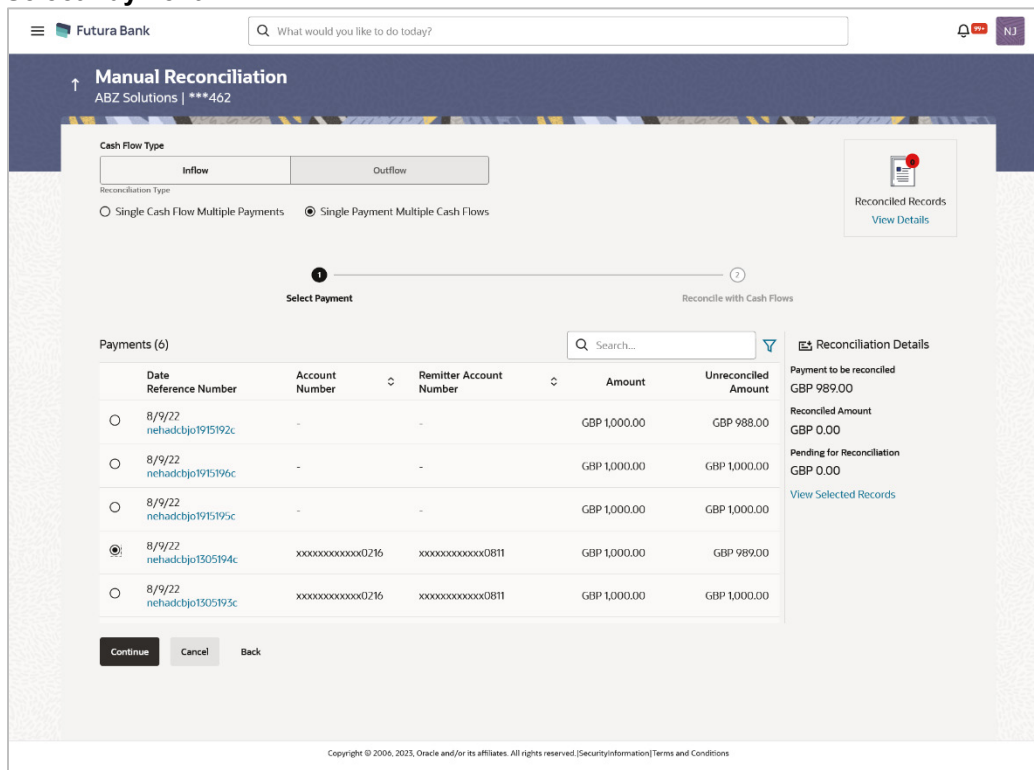 Futura Bank
What would you like to do today?
99+
NJ
Manual Reconciliation
ABZ Solutions | ***462
Cash Flow Type
Inflow
Outflow
Reconciliation Type
Single Cash Flow Multiple Payments
Single Payment Multiple Cash Flows
0
Reconciled Records
View Details
1
Select Payment
2
Reconcile with Cash Flows
Payments (6)
Search...
Date
Reference Number
Account
Number
Remitter Account
Number
Amount
Unreconciled
Amount
8/9/22
nehadcbjo1915192c
-
-
GBP 1,000.00
GBP 988.00
8/9/22
nehadcbjo1915196c
-
-
GBP 1,000.00
GBP 1,000.00
8/9/22
nehadcbjo1915195c
-
-
GBP 1,000.00
GBP 1,000.00
8/9/22
nehadcbjo1305194c
xxxxxxxxxxxx0216
xxxxxxxxxxxx0811
GBP 1,000.00
GBP 989.00
8/9/22
nehadcbjo1305193c
xxxxxxxxxxxx0216
xxxxxxxxxxxx0811
GBP 1,000.00
GBP 1,000.00
Reconciliation Details
Payment to be reconciled
GBP 989.00
Reconciled Amount
GBP 0.00
Pending for Reconciliation
GBP 0.00
View Selected Records
Continue
Cancel
Back
Copyright © 2006, 2023, Oracle and/or its affiliates. All rights reserved.|SecurityInformation|Terms and Conditions